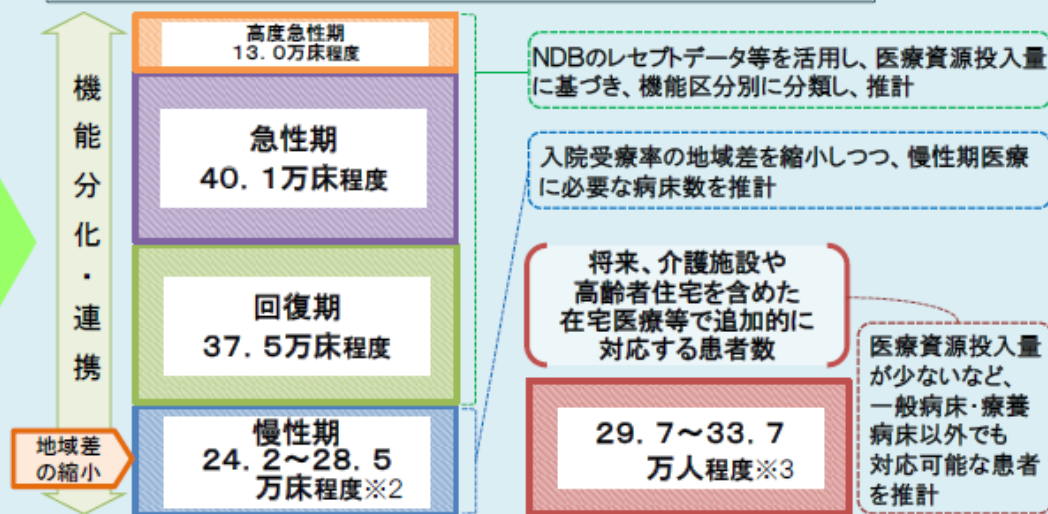 機能分化・連携
高度急性期
13.0万床程度
急性期
40.1万床程度
回復期
37.5万床程度
地域差
の縮小
慢性期
24.2～28.5
万床程度※2
NDBのレセプトデータ等を活用し、医療資源投入量
に基づき、機能区分別に分類し、推計
入院受療率の地域差を縮小しつつ、慢性期医療
に必要な病床数を推計
将来、介護施設や
高齢者住宅を含めた
在宅医療等で追加的に
対応する患者数
29.7～33.7
万人程度※3
医療資源投入量
が少ないなど、
一般病床・療養
病床以外でも
対応可能な患者
を推計